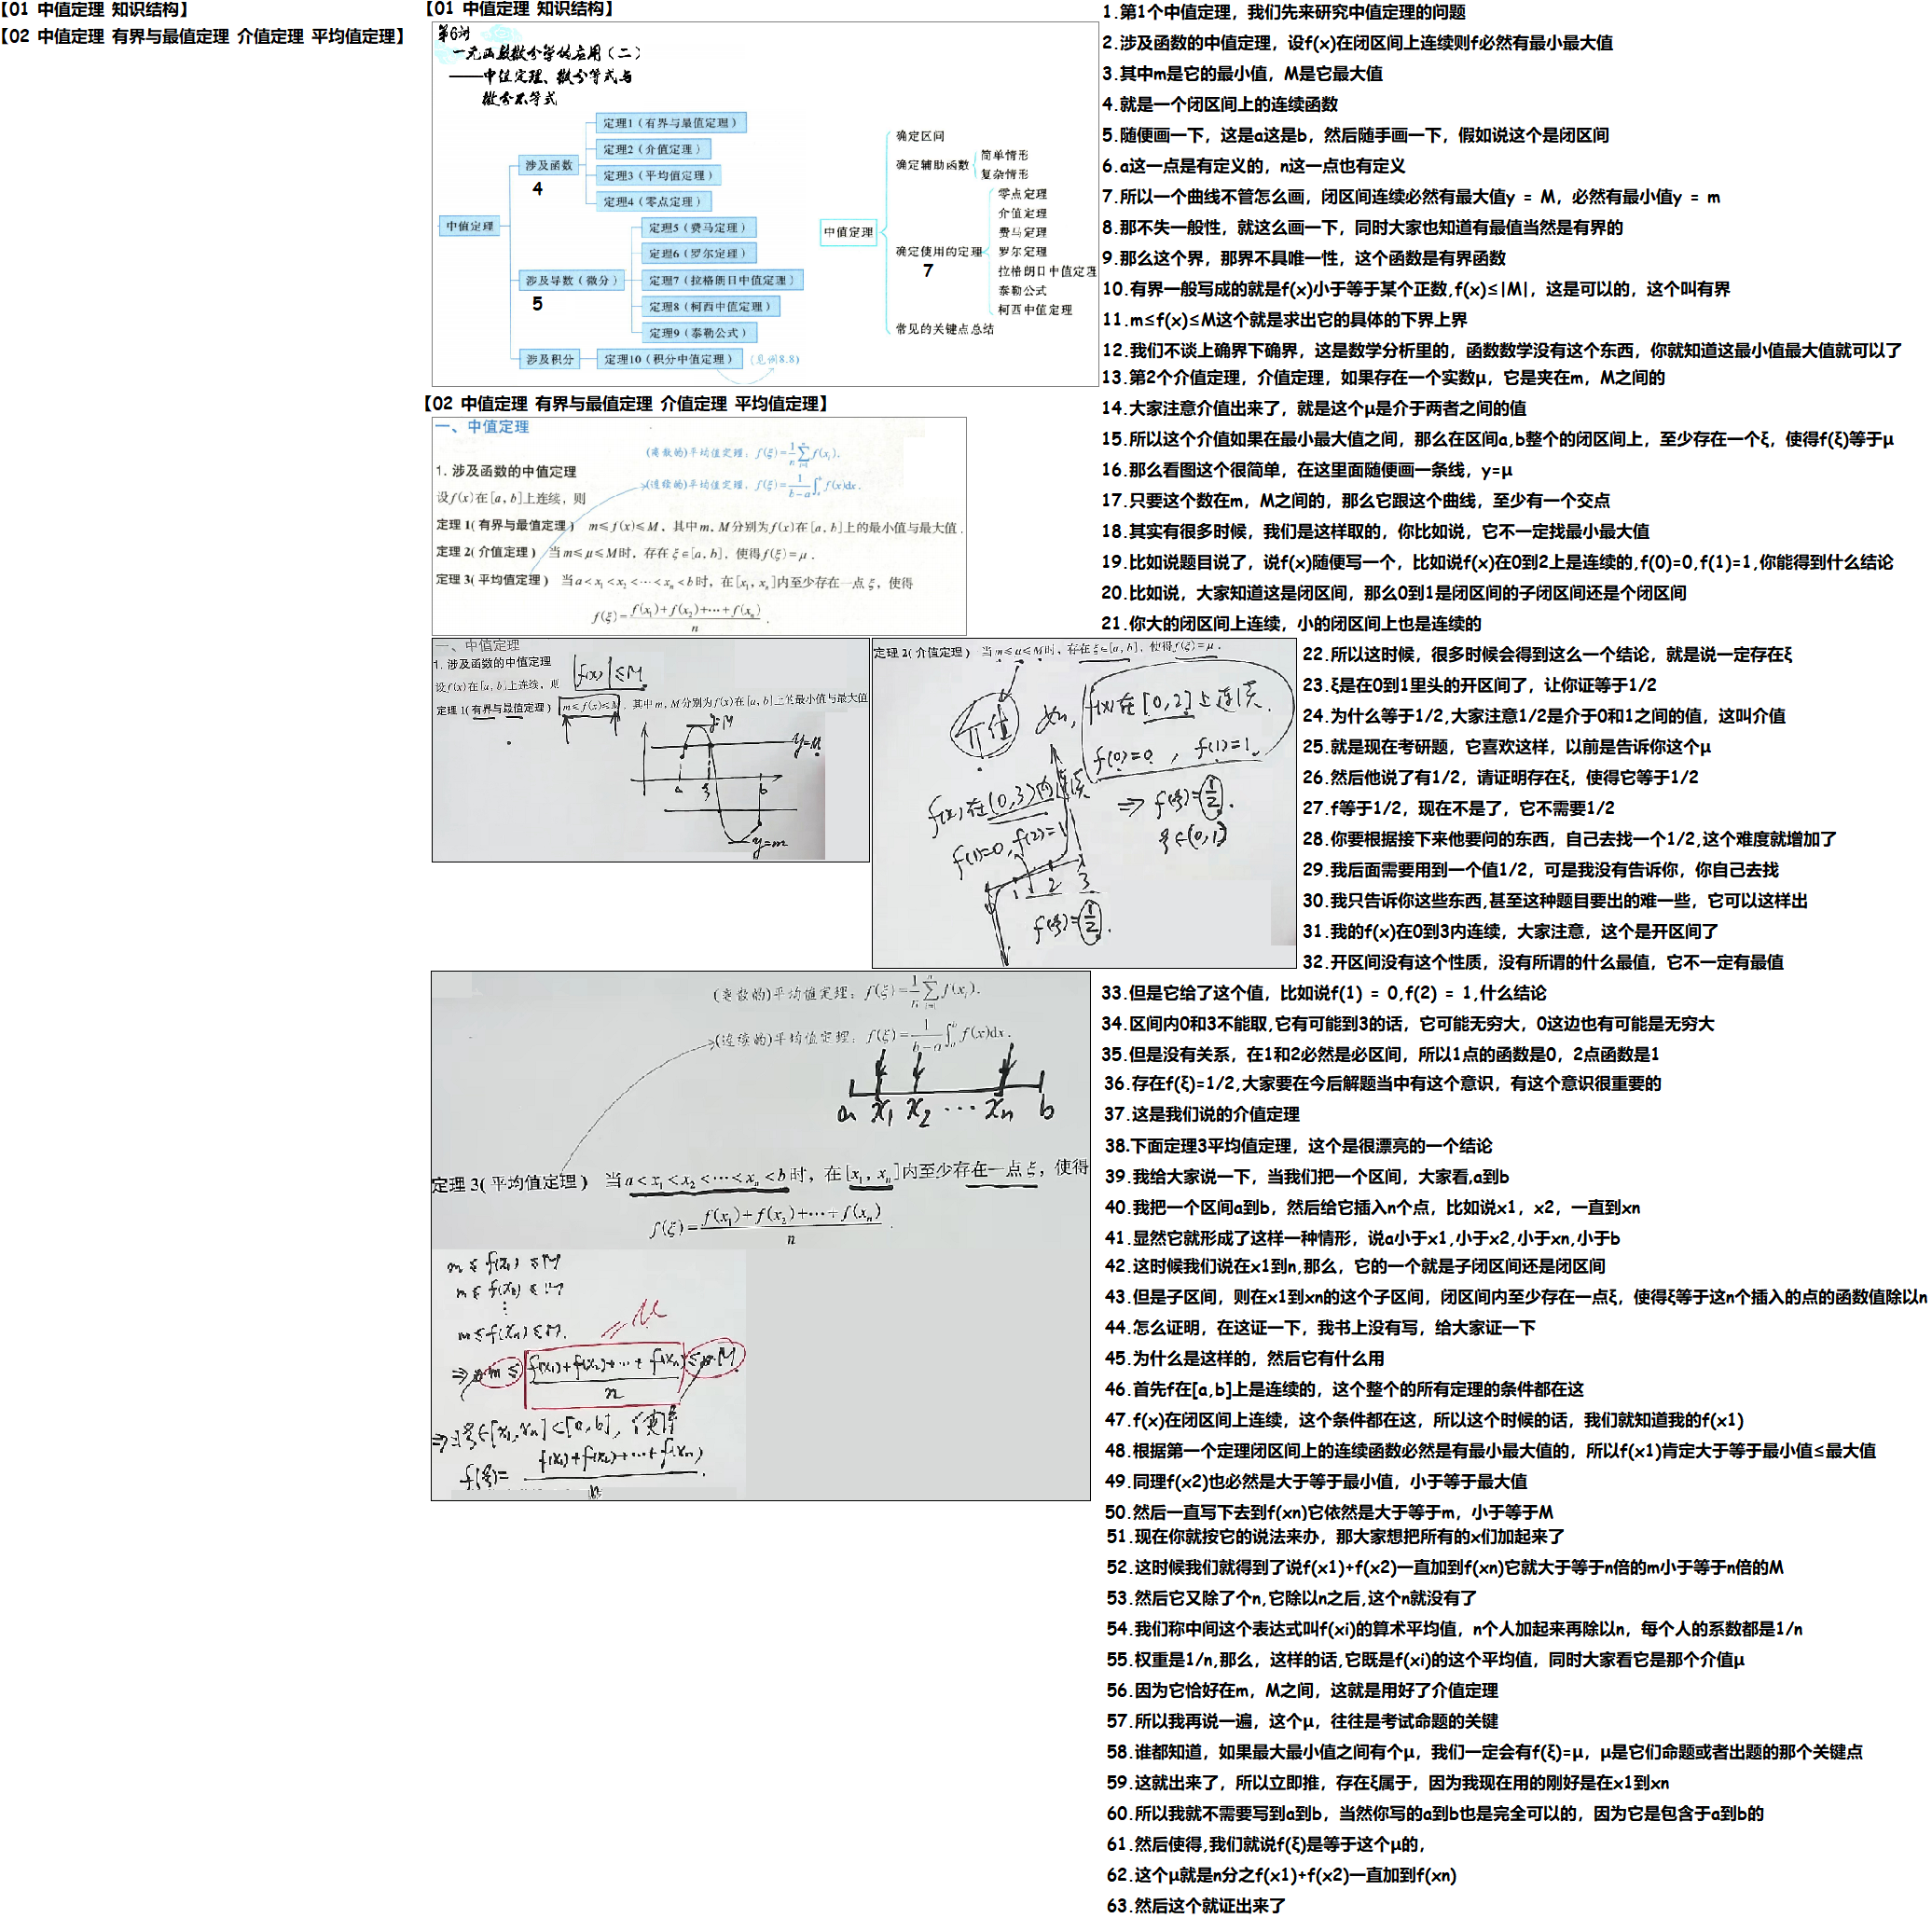 【01 中值定理 知识结构】
【02 中值定理 有界与最值定理 介值定理 平均值定理】
【01 中值定理 知识结构】
第6讲
一元函数微分学的应用（二）
——中值定理、微分等式与
微分不等式
中值定理
涉及函数
4
定理1（有界与最值定理）
定理2（介值定理）
定理3（平均值定理）
定理4（零点定理）
涉及导数（微分）
5
定理5（费马定理）
定理6（罗尔定理）
定理7（拉格朗日中值定理）
定理8（柯西中值定理）
定理9（泰勒公式）
涉及积分
定理10（积分中值定理）
(见例8.8)
中值定理
确定区间
确定辅助函数
简单情形
复杂情形
确定使用的定理
7
零点定理
介值定理
费马定理
罗尔定理
拉格朗日中值定理
泰勒公式
柯西中值定理
常见的关键点总结
【02 中值定理 有界与最值定理 介值定理 平均值定理】
一、中值定理
(离散的)平均值定理：f(ξ)=1/n ∑f(xᵢ).
(连续的)平均值定理：f(ξ)=1/(b-a) ∫f(x)dx.
1. 涉及函数的中值定理
设f(x)在[a, b]上连续，则
定理1(有界与最值定理) m≤f(x)≤M，其中m, M分别为f(x)在[a, b]上的最小值与最大值.
定理2(介值定理) 当m≤μ≤M时，存在ξ∈[a, b]，使得f(ξ)=μ.
定理3(平均值定理) 当a<x₁<x₂<⋯<xₙ<b时，在[x₁, xₙ]内至少存在一点ξ，使得
f(ξ)=(f(x₁)+f(x₂)+⋯+f(xₙ))/n.
一、中值定理
1. 涉及函数的中值定理
|f(x)|≤M
设f(x)在[a, b]上连续，则
定理1(有界与最值定理) m≤f(x)≤M，其中m, M分别为f(x)在[a, b]上的最小值与最大值
y=M
y=μ
a ξ b
y=m
定理2(介值定理) 当m≤μ≤M时，存在ξ∈[a, b]，使得f(ξ)=μ.
介值
如, f(x)在[0,2]上连续.
f(0)=0, f(1)=1,
⇒ f(ξ)=1/2.
ξ∈(0,1)
f(x)在(0,3)内连续
f(1)=0, f(2)=1
1 2 3
f(ξ)=1/2.
(离散的)平均值定理：f(ξ)=1/n ∑f(xᵢ).
(连续的)平均值定理：f(ξ)=1/(b-a) ∫f(x)dx.
a x₁ x₂ ⋯ xₙ b
定理3(平均值定理) 当a<x₁<x₂<⋯<xₙ<b时，在[x₁, xₙ]内至少存在一点ξ，使得
f(ξ)=(f(x₁)+f(x₂)+⋯+f(xₙ))/n.
m≤f(x₁)≤M
m≤f(x₂)≤M
⋮
m≤f(xₙ)≤M.
=μ
⇒ m≤(f(x₁)+f(x₂)+⋯+f(xₙ))/n≤M
⇒∃ξ∈[x₁,xₙ]⊂[a,b], 使得
f(ξ)=(f(x₁)+f(x₂)+⋯+f(xₙ))/n.
1.第1个中值定理，我们先来研究中值定理的问题
2.涉及函数的中值定理，设f(x)在闭区间上连续则f必然有最小最大值
3.其中m是它的最小值，M是它最大值
4.就是一个闭区间上的连续函数
5.随便画一下，这是a这是b，然后随手画一下，假如说这个是闭区间
6.a这一点是有定义的，n这一点也有定义
7.所以一个曲线不管怎么画，闭区间连续必然有最大值y = M，必然有最小值y = m
8.那不失一般性，就这么画一下，同时大家也知道有最值当然是有界的
9.那么这个界，那界不具唯一性，这个函数是有界函数
10.有界一般写成的就是f(x)小于等于某个正数,f(x)≤|M|，这是可以的，这个叫有界
11.m≤f(x)≤M这个就是求出它的具体的下界上界
12.我们不谈上确界下确界，这是数学分析里的，函数数学没有这个东西，你就知道这最小值最大值就可以了
13.第2个介值定理，介值定理，如果存在一个实数μ，它是夹在m，M之间的
14.大家注意介值出来了，就是这个μ是介于两者之间的值
15.所以这个介值如果在最小最大值之间，那么在区间a,b整个的闭区间上，至少存在一个ξ，使得f(ξ)等于μ
16.那么看图这个很简单，在这里面随便画一条线，y=μ
17.只要这个数在m，M之间的，那么它跟这个曲线，至少有一个交点
18.其实有很多时候，我们是这样取的，你比如说，它不一定找最小最大值
19.比如说题目说了，说f(x)随便写一个，比如说f(x)在0到2上是连续的,f(0)=0,f(1)=1,你能得到什么结论
20.比如说，大家知道这是闭区间，那么0到1是闭区间的子闭区间还是个闭区间
21.你大的闭区间上连续，小的闭区间上也是连续的
22.所以这时候，很多时候会得到这么一个结论，就是说一定存在ξ
23.ξ是在0到1里头的开区间了，让你证等于1/2
24.为什么等于1/2,大家注意1/2是介于0和1之间的值，这叫介值
25.就是现在考研题，它喜欢这样，以前是告诉你这个μ
26.然后他说了有1/2，请证明存在ξ，使得它等于1/2
27.f等于1/2，现在不是了，它不需要1/2
28.你要根据接下来他要问的东西，自己去找一个1/2,这个难度就增加了
29.我后面需要用到一个值1/2，可是我没有告诉你，你自己去找
30.我只告诉你这些东西,甚至这种题目要出的难一些，它可以这样出
31.我的f(x)在0到3内连续，大家注意，这个是开区间了
32.开区间没有这个性质，没有所谓的什么最值，它不一定有最值
33.但是它给了这个值，比如说f(1) = 0,f(2) = 1,什么结论
34.区间内0和3不能取,它有可能到3的话，它可能无穷大，0这边也有可能是无穷大
35.但是没有关系，在1和2必然是必区间，所以1点的函数是0，2点函数是1
36.存在f(ξ)=1/2,大家要在今后解题当中有这个意识，有这个意识很重要的
37.这是我们说的介值定理
38.下面定理3平均值定理，这个是很漂亮的一个结论
39.我给大家说一下，当我们把一个区间，大家看,a到b
40.我把一个区间a到b，然后给它插入n个点，比如说x1，x2，一直到xn
41.显然它就形成了这样一种情形，说a小于x1,小于x2,小于xn,小于b
42.这时候我们说在x1到n,那么，它的一个就是子闭区间还是闭区间
43.但是子区间，则在x1到xn的这个子区间，闭区间内至少存在一点ξ，使得ξ等于这n个插入的点的函数值除以n
44.怎么证明，在这证一下，我书上没有写，给大家证一下
45.为什么是这样的，然后它有什么用
46.首先f在[a,b]上是连续的，这个整个的所有定理的条件都在这
47.f(x)在闭区间上连续，这个条件都在这，所以这个时候的话，我们就知道我的f(x1)
48.根据第一个定理闭区间上的连续函数必然是有最小最大值的，所以f(x1)肯定大于等于最小值≤最大值
49.同理f(x2)也必然是大于等于最小值，小于等于最大值
50.然后一直写下去到f(xn)它依然是大于等于m，小于等于M
51.现在你就按它的说法来办，那大家想把所有的x们加起来了
52.这时候我们就得到了说f(x1)+f(x2)一直加到f(xn)它就大于等于n倍的m小于等于n倍的M
53.然后它又除了个n,它除以n之后,这个n就没有了
54.我们称中间这个表达式叫f(xi)的算术平均值，n个人加起来再除以n，每个人的系数都是1/n
55.权重是1/n,那么，这样的话,它既是f(xi)的这个平均值，同时大家看它是那个介值μ
56.因为它恰好在m，M之间，这就是用好了介值定理
57.所以我再说一遍，这个μ，往往是考试命题的关键
58.谁都知道，如果最大最小值之间有个μ，我们一定会有f(ξ)=μ，μ是它们命题或者出题的那个关键点
59.这就出来了，所以立即推，存在ξ属于，因为我现在用的刚好是在x1到xn
60.所以我就不需要写到a到b，当然你写的a到b也是完全可以的，因为它是包含于a到b的
61.然后使得,我们就说f(ξ)是等于这个μ的，
62.这个μ就是n分之f(x1)+f(x2)一直加到f(xn)
63.然后这个就证出来了